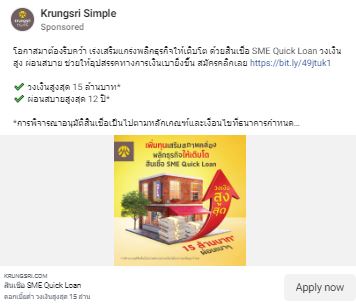 Krungsri Simple
Sponsored
โอกาสมาต้องรีบคว้า เร่งเสริมแกร่งพลิกธุรกิจให้เติบโต ด้วยสินเชื่อ SME Quick Loan วงเงิน
สูง ผ่อนสบาย ช่วยให้อุปสรรคทางการเงินเบายิ่งขึ้น สมัครคลิกเลย https://bit.ly/49jtuk1
วงเงินสูงสุด 15 ล้านบาท*
ผ่อนสบายสูงสุด 12 ปี*
*การพิจารณาอนุมัติสินเชื่อเป็นไปตามหลักเกณฑ์และเงื่อนไขที่ธนาคารกำหนด...
เพิ่มทุนเสริมสภาพคล่อง
พลิกธุรกิจให้เติบโต
สินเชื่อ SME Quick Loan
วงเงิน
สูง
สุด
15 ล้านบาท*
ผ่อนเบาๆ
KRUNGSRI.COM
สินเชื่อ SME Quick Loan
ดอกเบี้ยต่ำ วงเงินสูงสุด 15 ล้าน
Apply now